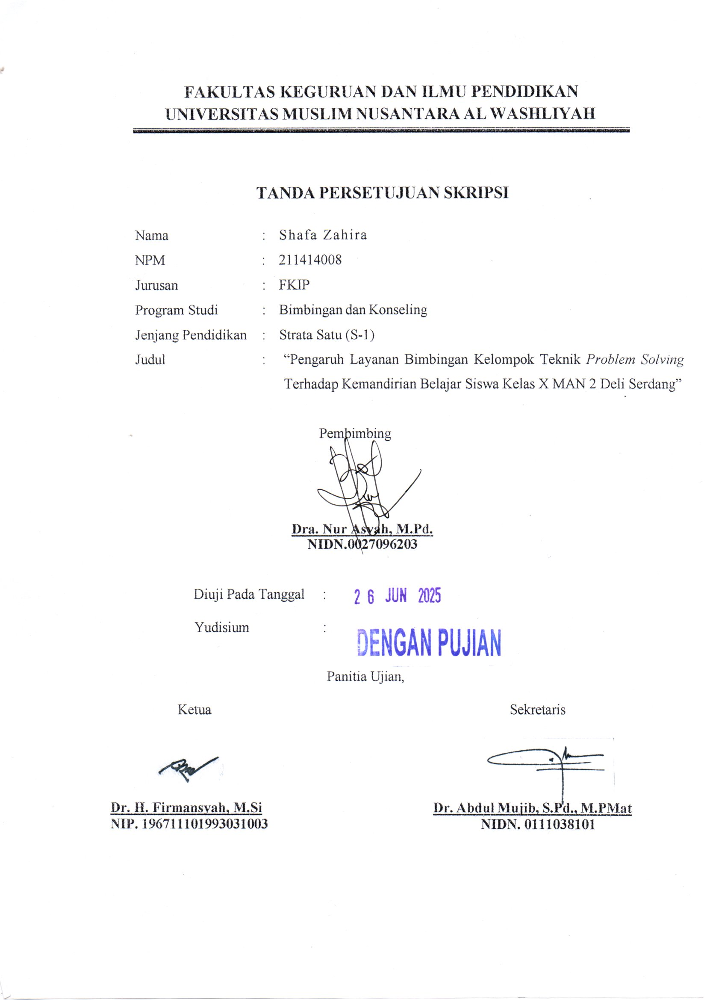 FAKULTAS KEGURUAN DAN ILMU PENDIDIKAN
UNIVERSITAS MUSLIM NUSANTARA AL WASHLIYAH
TANDA PERSETUJUAN SKRIPSI
Nama : Shafa Zahira
NPM : 211414008
Jurusan : FKIP
Program Studi : Bimbingan dan Konseling
Jenjang Pendidikan : Strata Satu (S-1)
Judul : “Pengaruh Layanan Bimbingan Kelompok Teknik Problem Solving
Terhadap Kemandirian Belajar Siswa Kelas X MAN 2 Deli Serdang”
Pembimbing
Dra. Nur Asyah, M.Pd.
NIDN.0027096203
Diuji Pada Tanggal : 26 JUN 2025
Yudisium : DENGAN PUJIAN
Panitia Ujian,
Ketua Sekretaris
Dr. H. Firmansyah, M.Si Dr. Abdul Mujib, S.Pd., M.PMat
NIP. 196711101993031003 NIDN. 0111038101